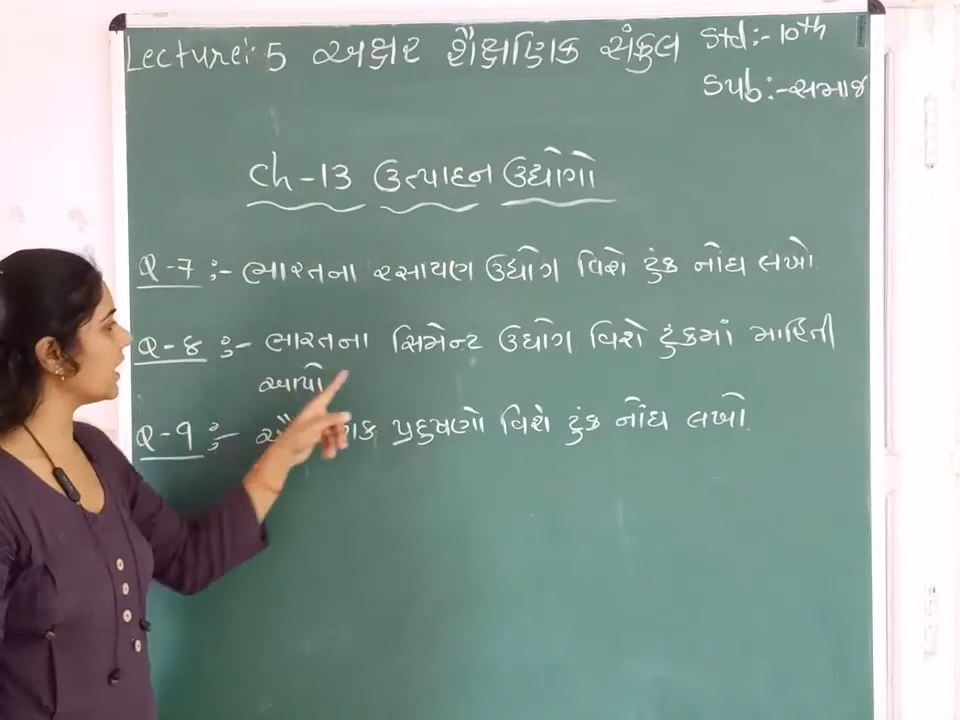 Lecture: 5 અક્ષર શૈક્ષણિક સંકુલ
Std :- 10th
Sub :- સમાજ
Ch - 13 ઉત્પાદન ઉદ્યોગો
Q-7 :- ભારતના રસાયણ ઉદ્યોગ વિશે ટુંક નોંધ લખો.
Q-8 :- ભારતના સિમેન્ટ ઉદ્યોગ વિશે ટુંકમાં માહિતી
આપો
Q-9 :- પ્રદુષણો વિશે ટુંક નોંધ લખો.